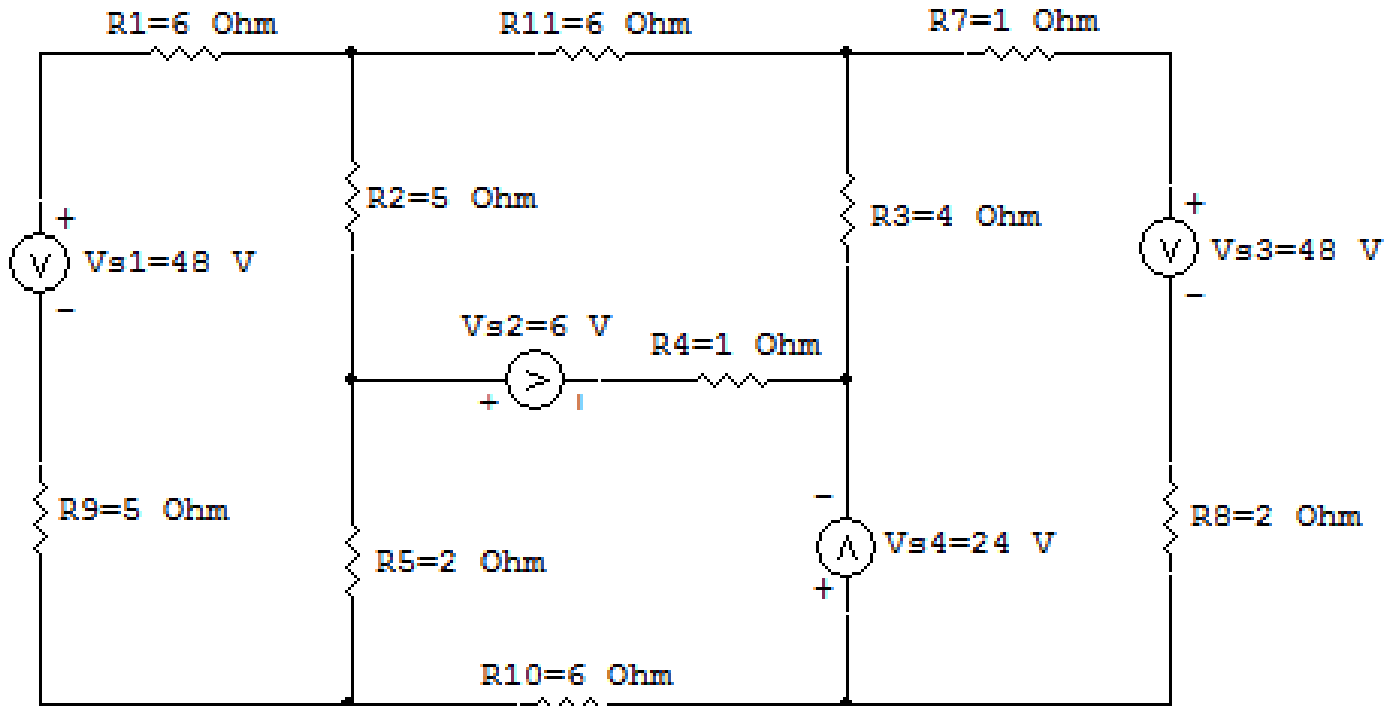 R1=6 Ohm
R11=6 Ohm
R7=1 Ohm
R2=5 Ohm
R3=4 Ohm
+
+
V
Vs1=48 V
V
Vs3=48 V
-
-
Vs2=6 V
R4=1 Ohm
V
+
-
R9=5 Ohm
-
R8=2 Ohm
R5=2 Ohm
V
Vs4=24 V
+
R10=6 Ohm